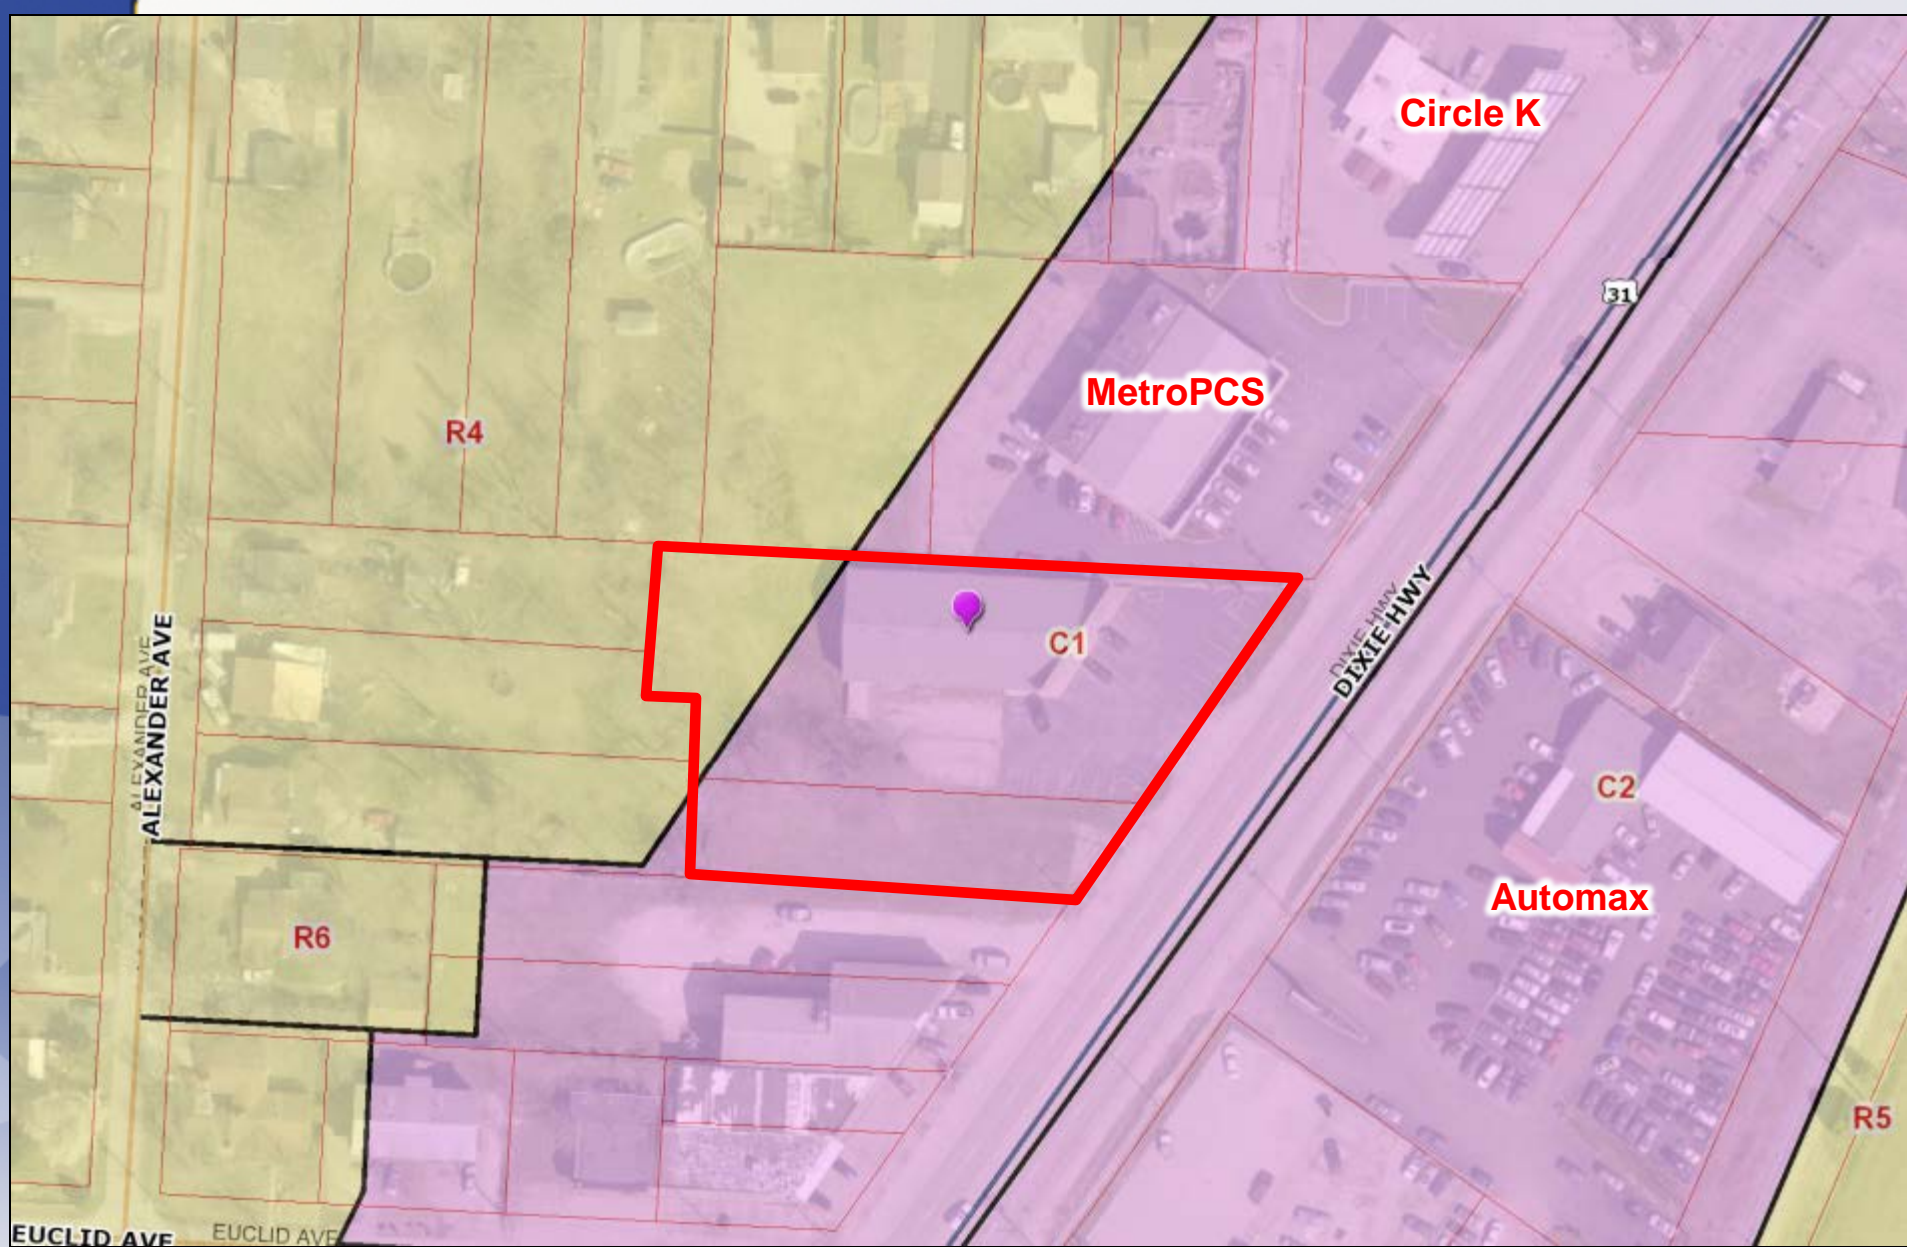 Circle K
31
MetroPCS
R4
C1
DIXIE HWY
DIXIE HWY
ALEXANDER AVE
ALEXANDER AVE
C2
Automax
R6
R5
EUCLID AVE
EUCLID AVE